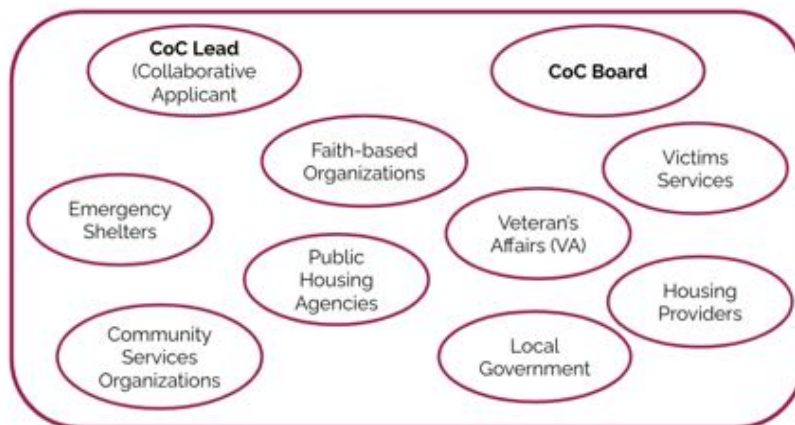 CoC Lead
(Collaborative
Applicant
CoC Board
Faith-based
Organizations
Victims
Services
Emergency
Shelters
Veteran's
Affairs (VA)
Public
Housing
Agencies
Housing
Providers
Community
Services
Organizations
Local
Government